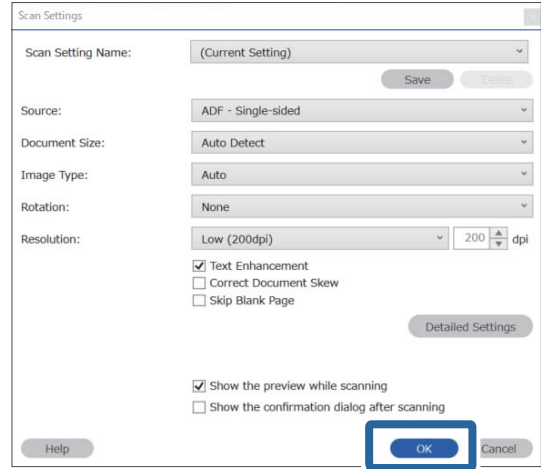 Scan Settings
Scan Setting Name: (Current Setting)
Save Delete
Source: ADF - Single-sided
Document Size: Auto Detect
Image Type: Auto
Rotation: None
Resolution: Low (200dpi) 200 dpi
Text Enhancement
Correct Document Skew
Skip Blank Page
Detailed Settings
Show the preview while scanning
Show the confirmation dialog after scanning
Help OK Cancel